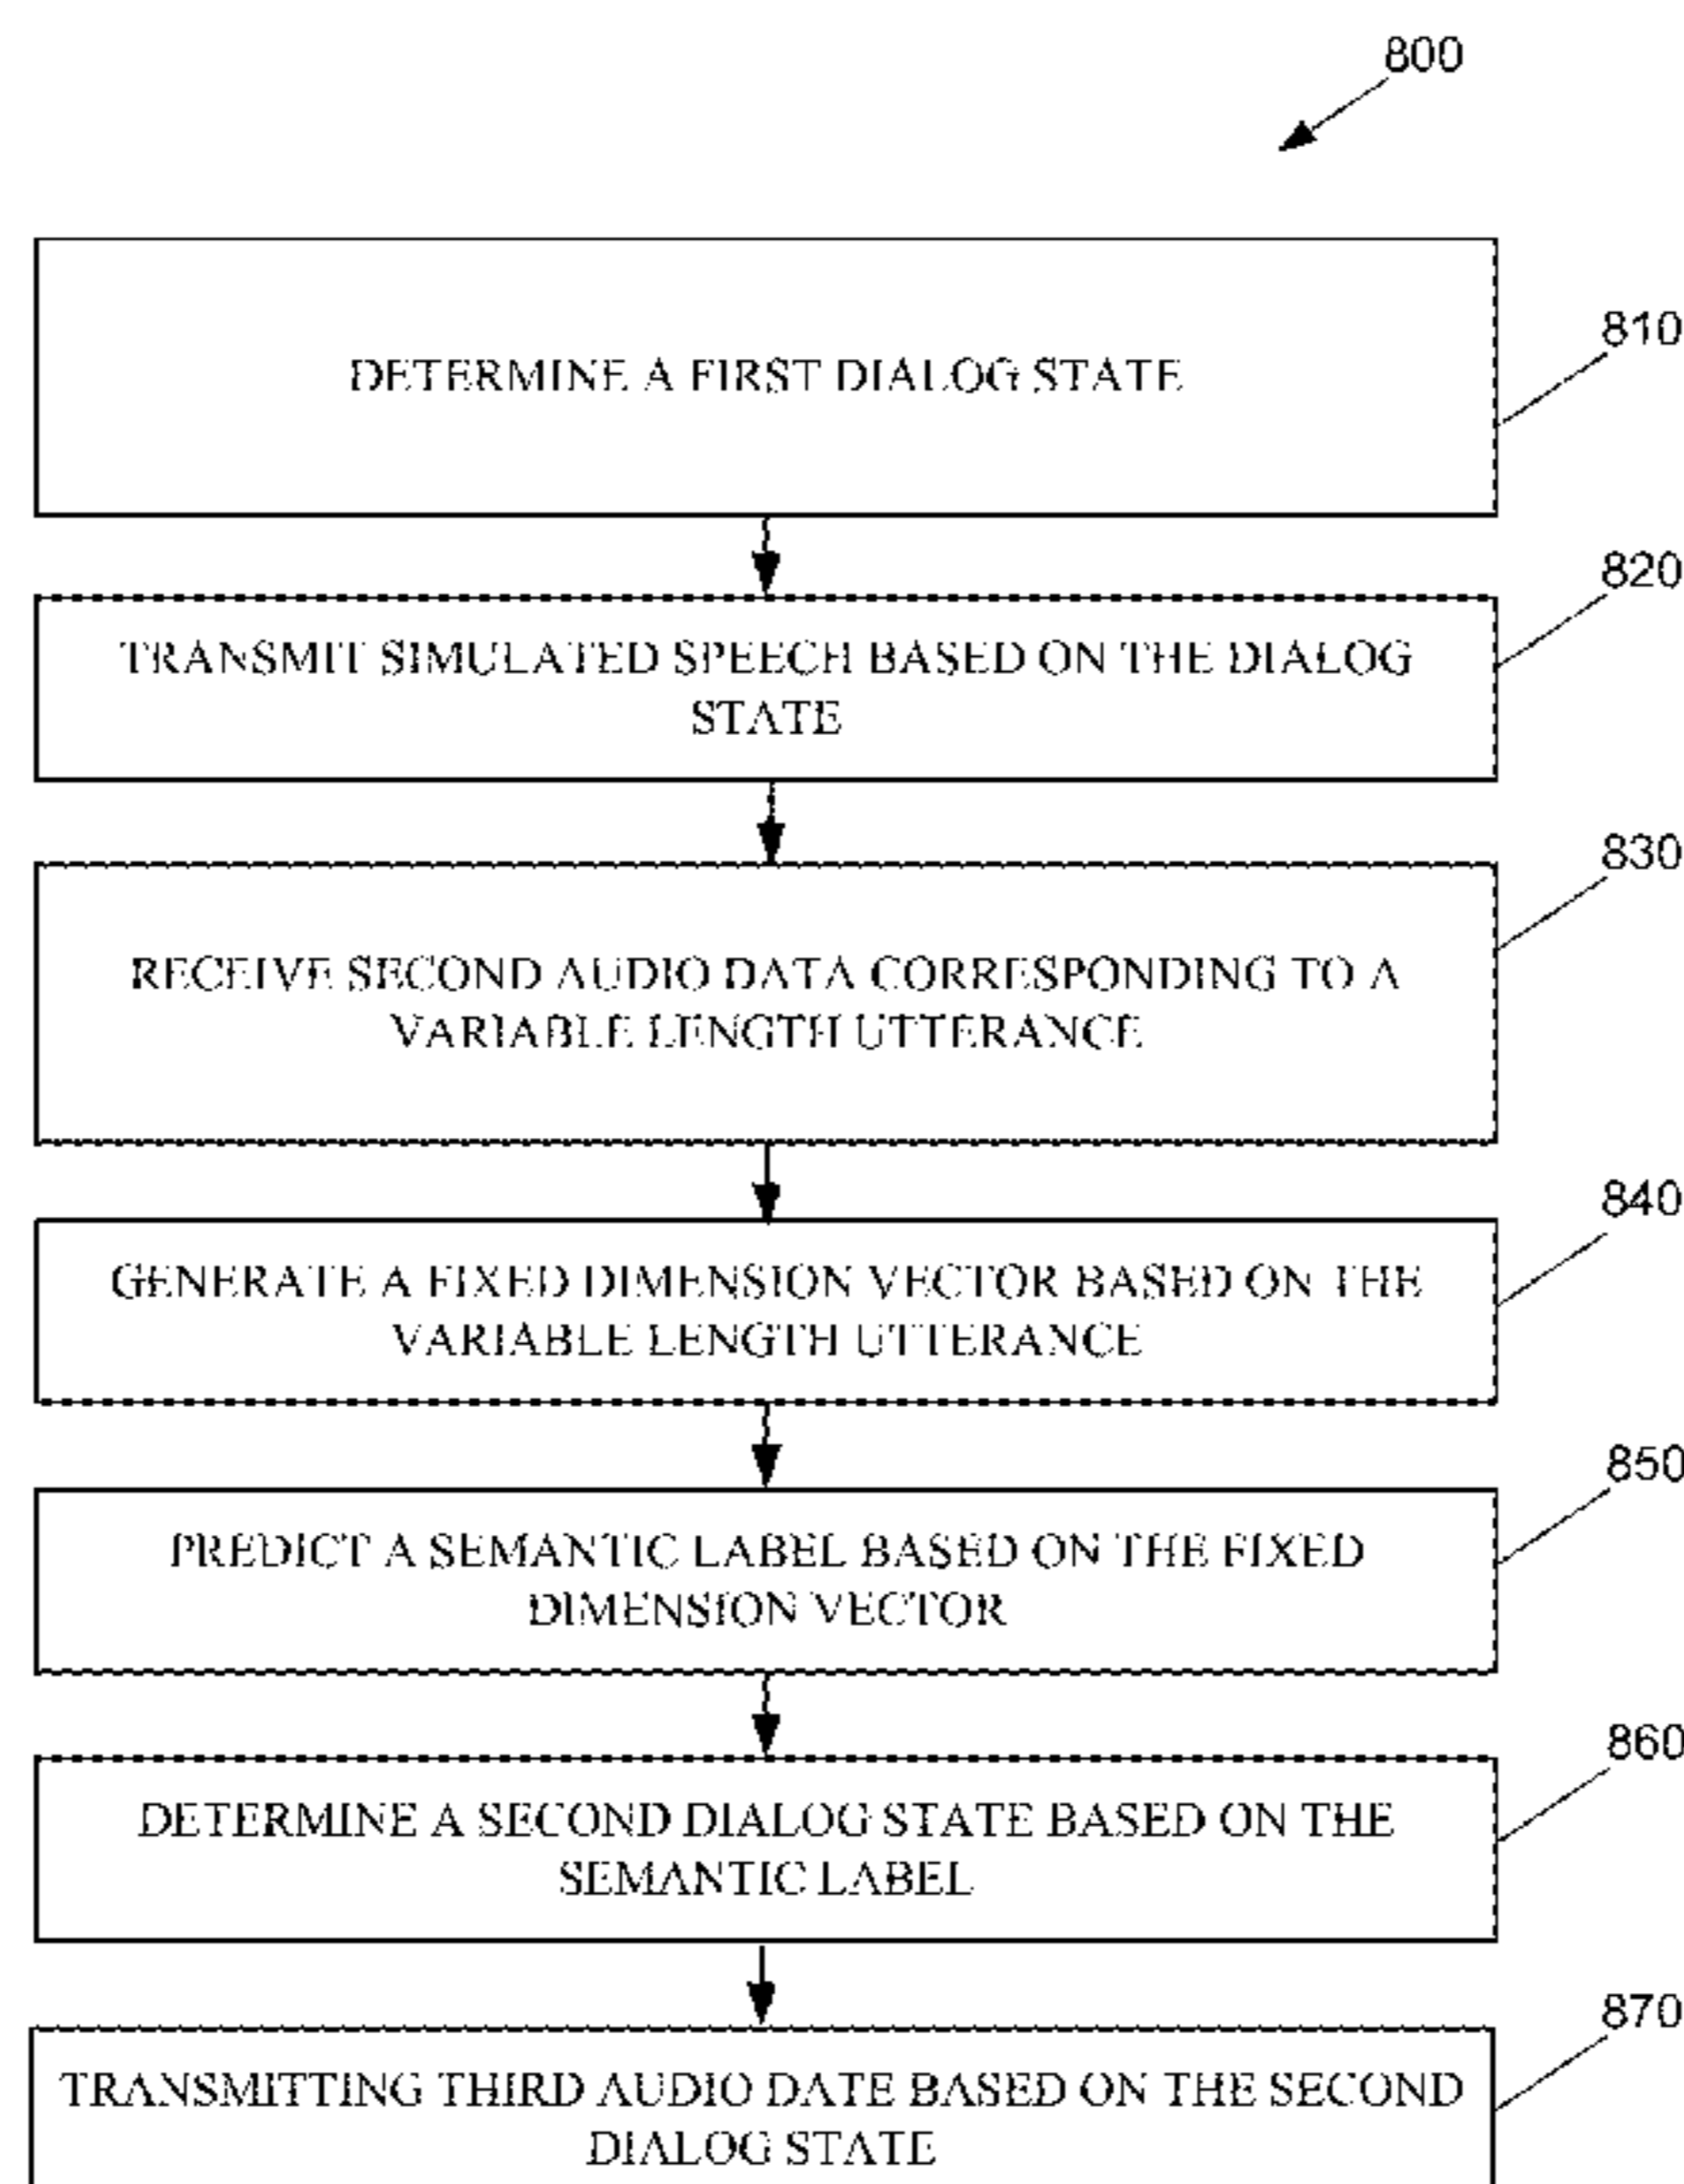 800
DETERMINE A FIRST DIALOG STATE
810
TRANSMIT SIMULATED SPEECH BASED ON THE DIALOG
STATE
820
RECEIVE SECOND AUDIO DATA CORRESPONDING TO A
VARIABLE LENGTH UTTERANCE
830
GENERATE A FIXED DIMENSION VECTOR BASED ON THE
VARIABLE LENGTH UTTERANCE
840
PREDICT A SEMANTIC LABEL BASED ON THE FIXED
DIMENSION VECTOR
850
DETERMINE A SECOND DIALOG STATE BASED ON THE
SEMANTIC LABEL
860
TRANSMITTING THIRD AUDIO DATE BASED ON THE SECOND
DIALOG STATE
870